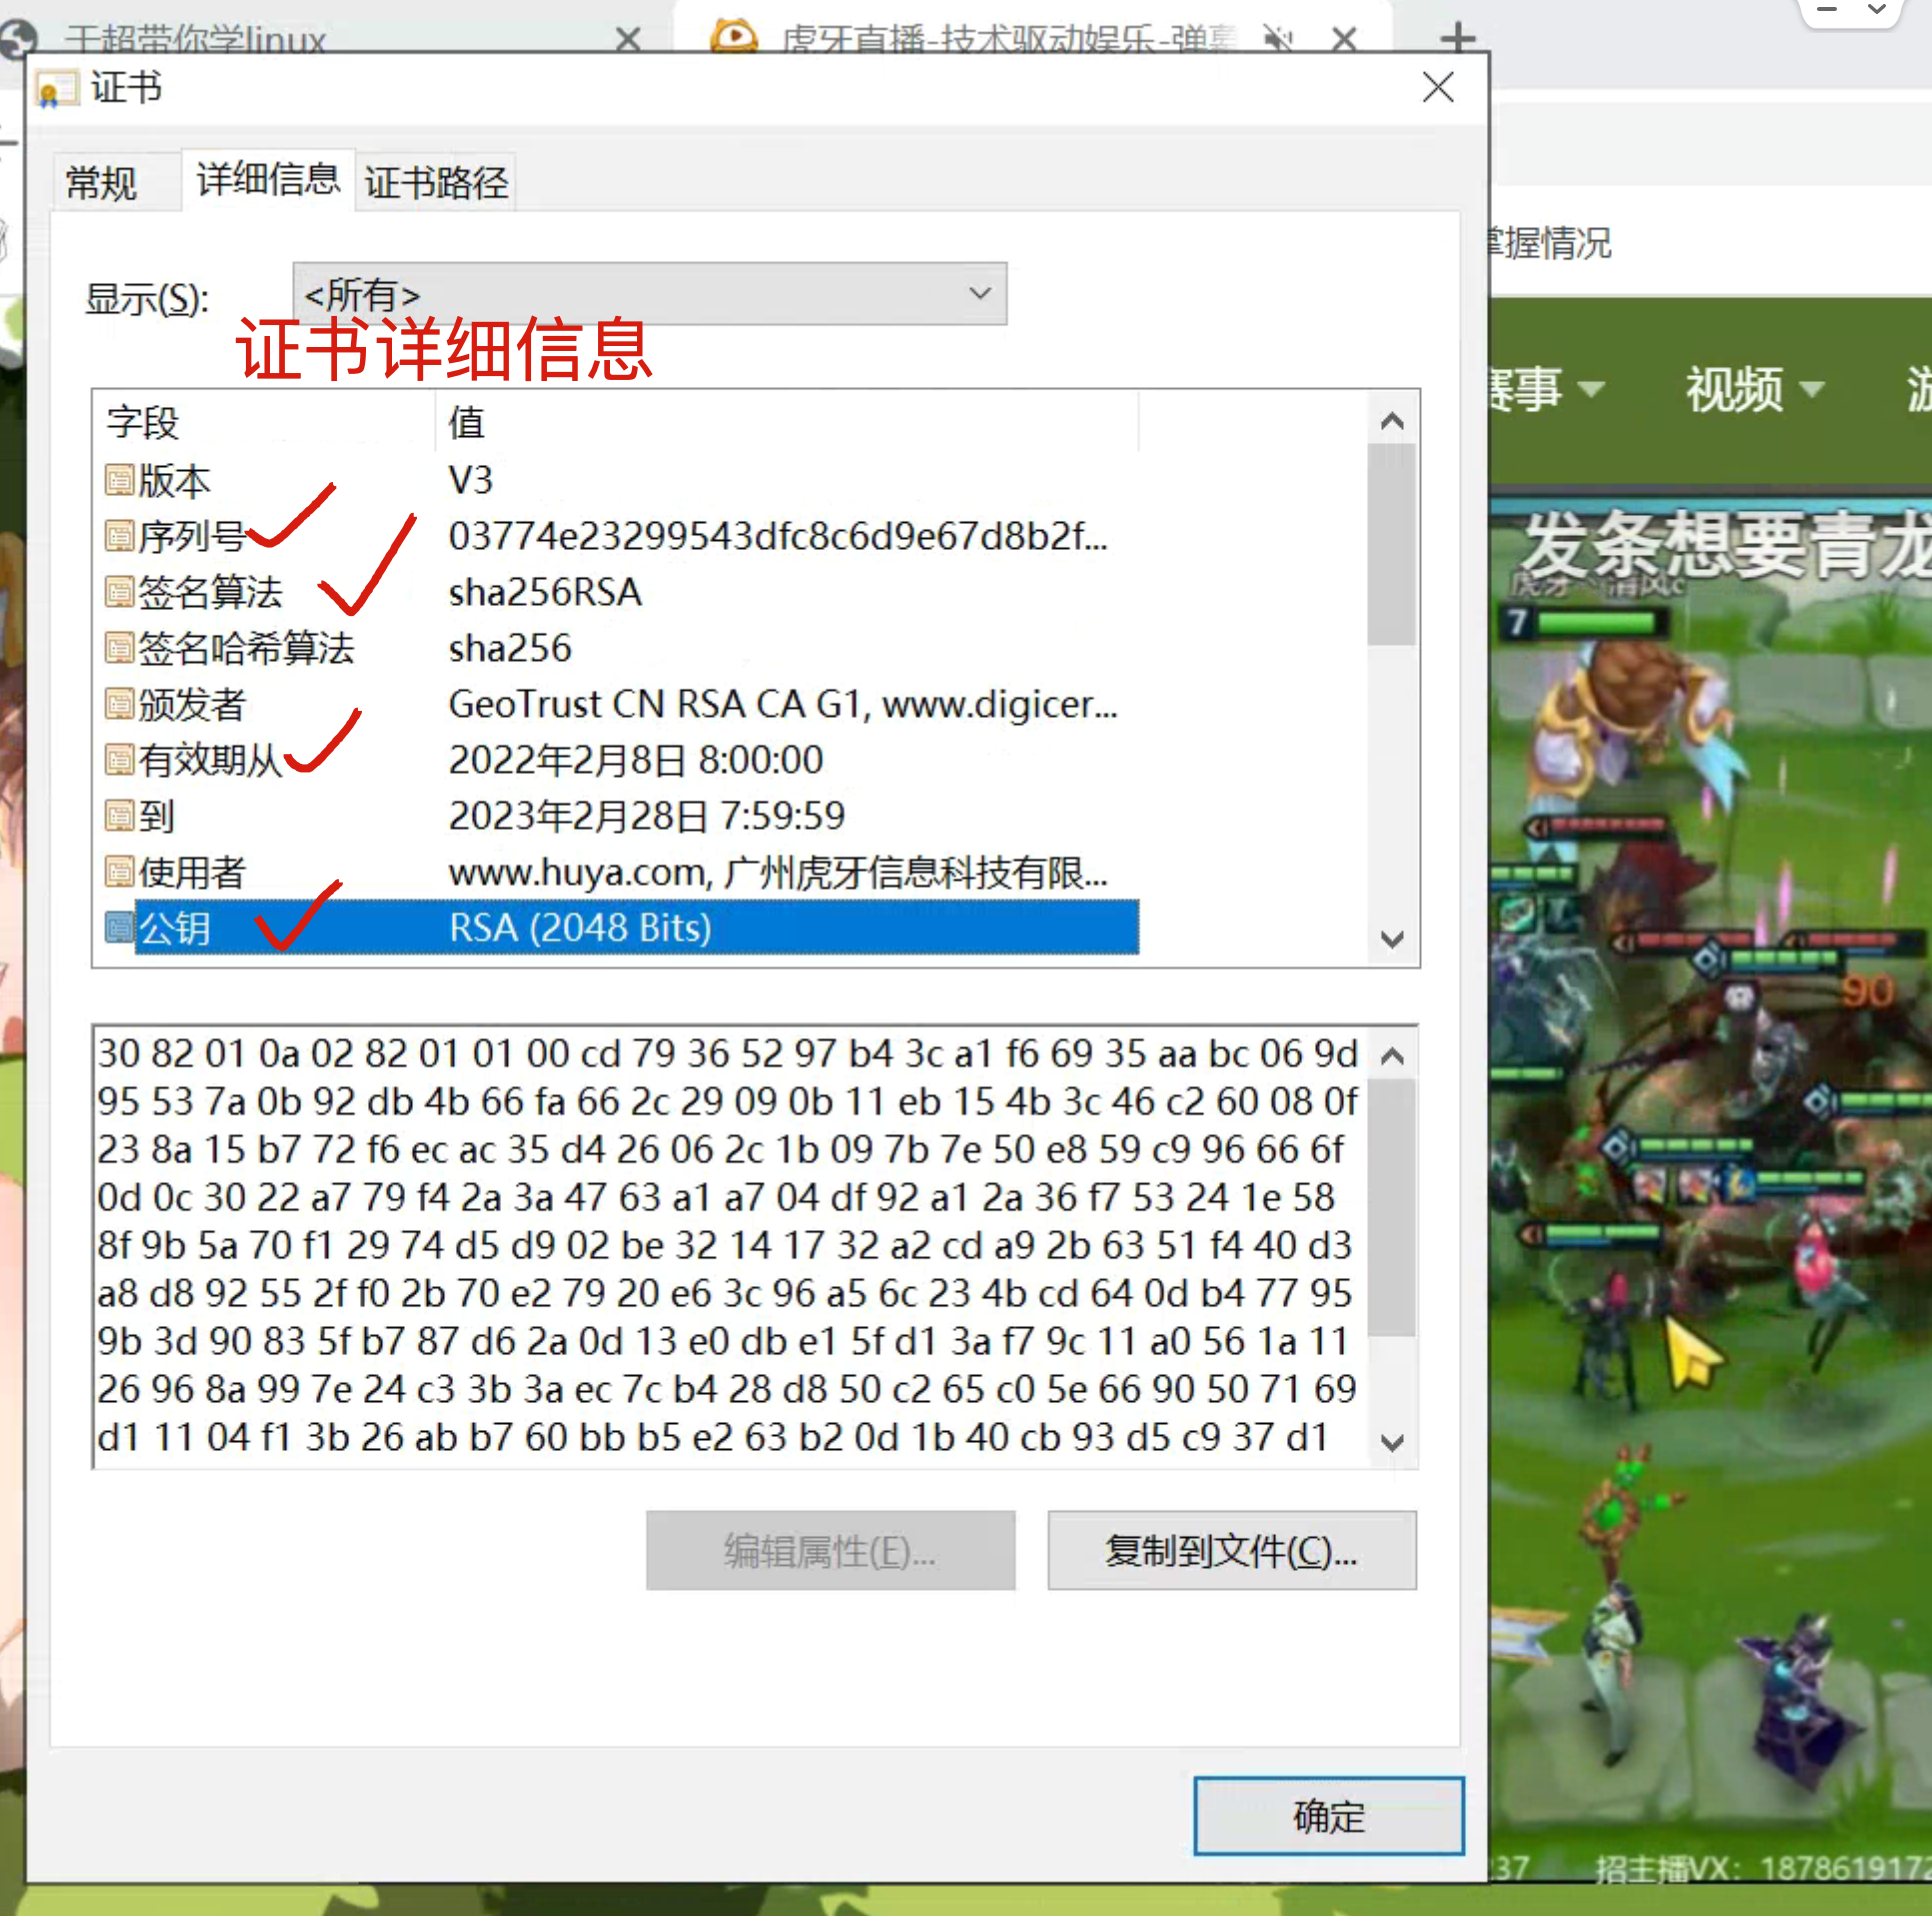 于超带你学linux
虎牙直播-技术驱动娱乐-弹幕
证书
常规 详细信息 证书路径
掌握情况
显示(S): <所有>
证书详细信息
赛事 视频
字段 值
版本 V3
序列号 03774e23299543dfc8c6d9e67d8b2f...
签名算法 sha256RSA
签名哈希算法 sha256
颁发者 GeoTrust CN RSA CA G1, www.digicer...
有效期从 2022年2月8日 8:00:00
到 2023年2月28日 7:59:59
使用者 www.huya.com, 广州虎牙信息科技有限...
公钥 RSA (2048 Bits)
发条想要青龙
虎牙丶清风c
7
90
30 82 01 0a 02 82 01 01 00 cd 79 36 52 97 b4 3c a1 f6 69 35 aa bc 06 9d
95 53 7a 0b 92 db 4b 66 fa 66 2c 29 09 0b 11 eb 15 4b 3c 46 c2 60 08 0f
23 8a 15 b7 72 f6 ec ac 35 d4 26 06 2c 1b 09 7b 7e 50 e8 59 c9 96 66 6f
0d 0c 30 22 a7 79 f4 2a 3a 47 63 a1 a7 04 df 92 a1 2a 36 f7 53 24 1e 58
8f 9b 5a 70 f1 29 74 d5 d9 02 be 32 14 17 32 a2 cd a9 2b 63 51 f4 40 d3
a8 d8 92 55 2f f0 2b 70 e2 79 20 e6 3c 96 a5 6c 23 4b cd 64 0d b4 77 95
9b 3d 90 83 5f b7 87 d6 2a 0d 13 e0 db e1 5f d1 3a f7 9c 11 a0 56 1a 11
26 96 8a 99 7e 24 c3 3b 3a ec 7c b4 28 d8 50 c2 65 c0 5e 66 90 50 71 69
d1 11 04 f1 3b 26 ab b7 60 bb b5 e2 63 b2 0d 1b 40 cb 93 d5 c9 37 d1
编辑属性(E)... 复制到文件(C)...
确定
37 招主播VX: 1878619172